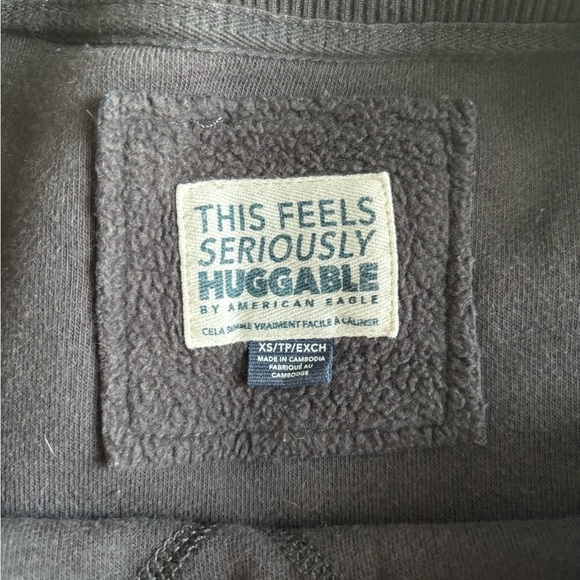 THIS FEELS
SERIOUSLY
HUGGABLE
BY AMERICAN EAGLE
CELA SEMBLE VRAIMENT FACILE À CÂLINER
XS/TP/EXCH
MADE IN CAMBODIA
FABRIQUÉ AU
CAMBODGE